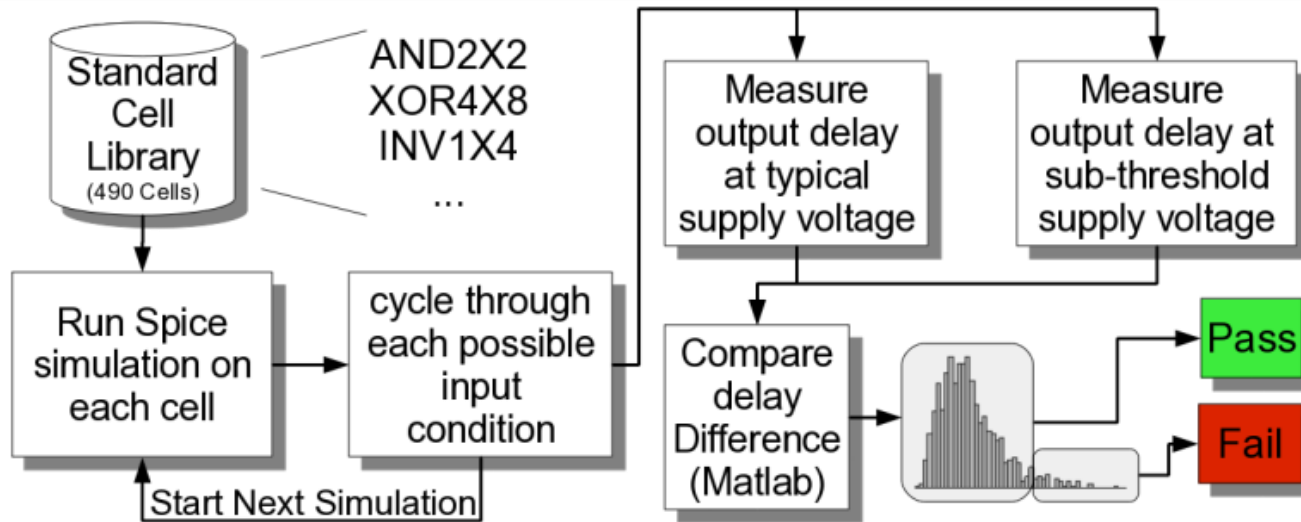 Standard
Cell
Library
(490 Cells)
AND2X2
XOR4X8
INV1X4
...
Run Spice
simulation on
each cell
cycle through
each possible
input
condition
Start Next Simulation
Measure
output delay
at typical
supply voltage
Measure
output delay at
sub-threshold
supply voltage
Compare
delay
Difference
(Matlab)
Pass
Fail